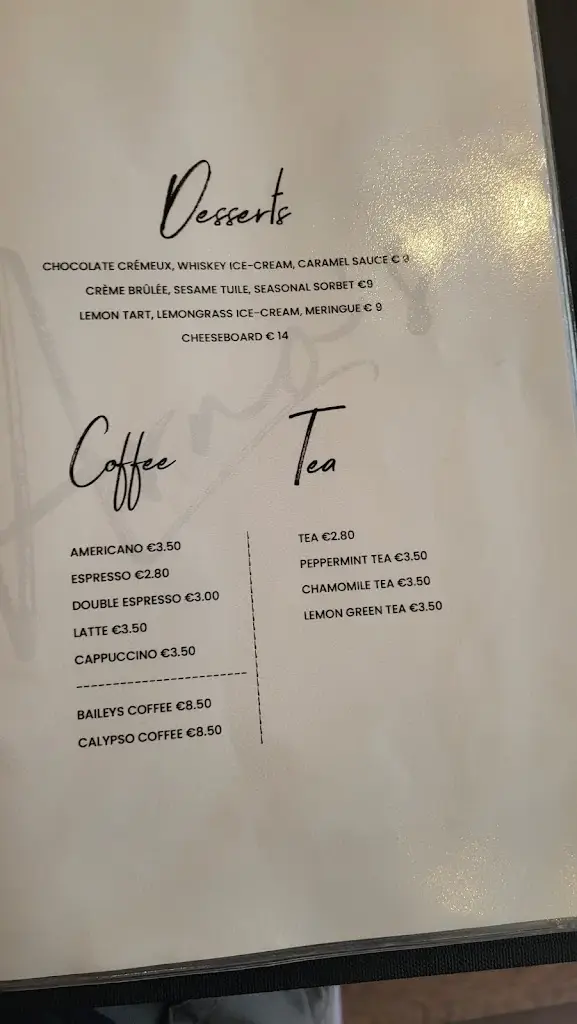 Desserts
CHOCOLATE CRÉMEUX, WHISKEY ICE-CREAM, CARAMEL SAUCE € 9
CRÈME BRÛLÉE, SESAME TUILE, SEASONAL SORBET €9
LEMON TART, LEMONGRASS ICE-CREAM, MERINGUE € 9
CHEESEBOARD € 14
Coffee
AMERICANO €3.50
ESPRESSO €2.80
DOUBLE ESPRESSO €3.00
LATTE €3.50
CAPPUCCINO €3.50
BAILEYS COFFEE €8.50
CALYPSO COFFEE €8.50
Tea
TEA €2.80
PEPPERMINT TEA €3.50
CHAMOMILE TEA €3.50
LEMON GREEN TEA €3.50